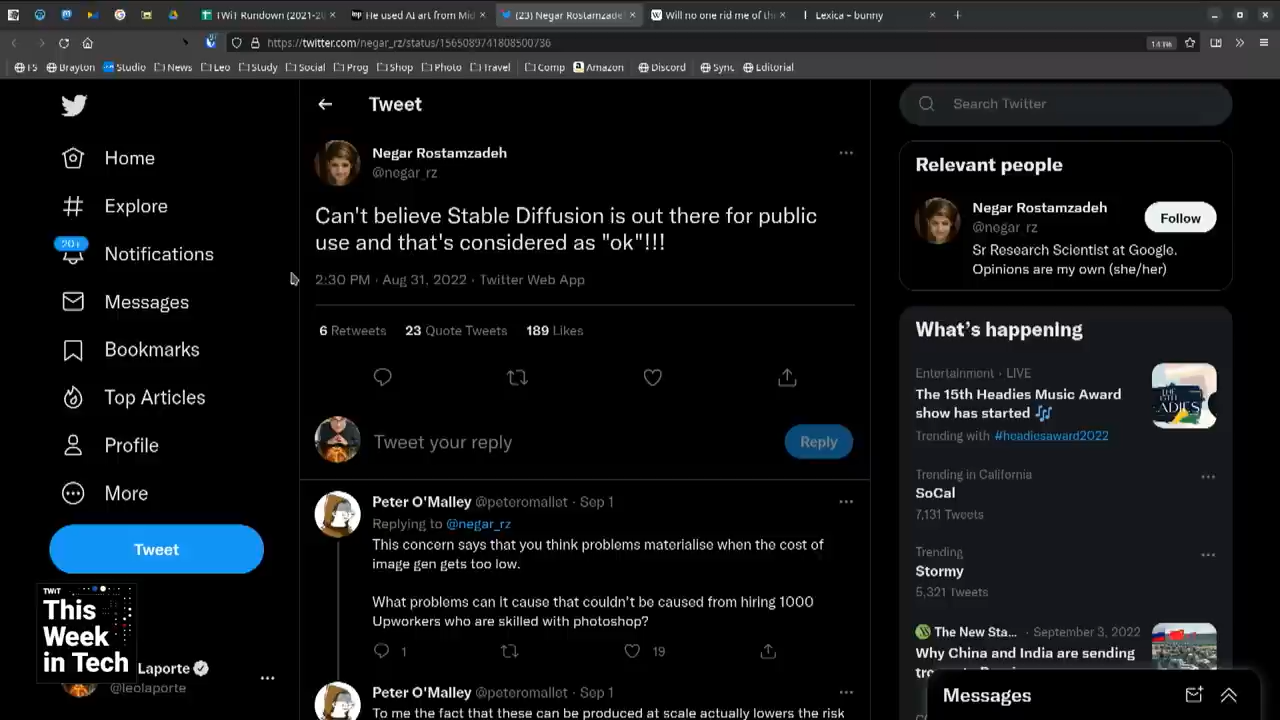 TWiT Rundown (2021-20
He used AI art from Mid
(23) Negar Rostamzade
Will no one rid me of th
Lexica – bunny
https://twitter.com/negar_rz/status/1565089741808500736
141%
FS
Brayton
Studio
News
Leo
Study
Social
Prog
Shop
Photo
Travel
Comp
Amazon
Discord
Sync
Editorial
Home
Explore
20+
Notifications
Messages
Bookmarks
Top Articles
Profile
More
Tweet
TWiT
This
Week
in Tech
Laporte
@leolaporte
Tweet
Negar Rostamzadeh
@negar_rz
Can't believe Stable Diffusion is out there for public
use and that's considered as "ok"!!!
2:30 PM · Aug 31, 2022 · Twitter Web App
6 Retweets 23 Quote Tweets 189 Likes
Tweet your reply
Reply
Peter O'Malley @peteromallet · Sep 1
Replying to @negar_rz
This concern says that you think problems materialise when the cost of
image gen gets too low.
What problems can it cause that couldn't be caused from hiring 1000
Upworkers who are skilled with photoshop?
1
19
Peter O'Malley @peteromallet · Sep 1
To me the fact that these can be produced at scale actually lowers the risk
Search Twitter
Relevant people
Negar Rostamzadeh
@negar_rz
Follow
Sr Research Scientist at Google.
Opinions are my own (she/her)
What's happening
Entertainment · LIVE
The 15th Headies Music Award
show has started
Trending with #headiesaward2022
Trending in California
SoCal
7,131 Tweets
Trending
Stormy
5,321 Tweets
The New Sta... · September 3, 2022
Why China and India are sending
Messages